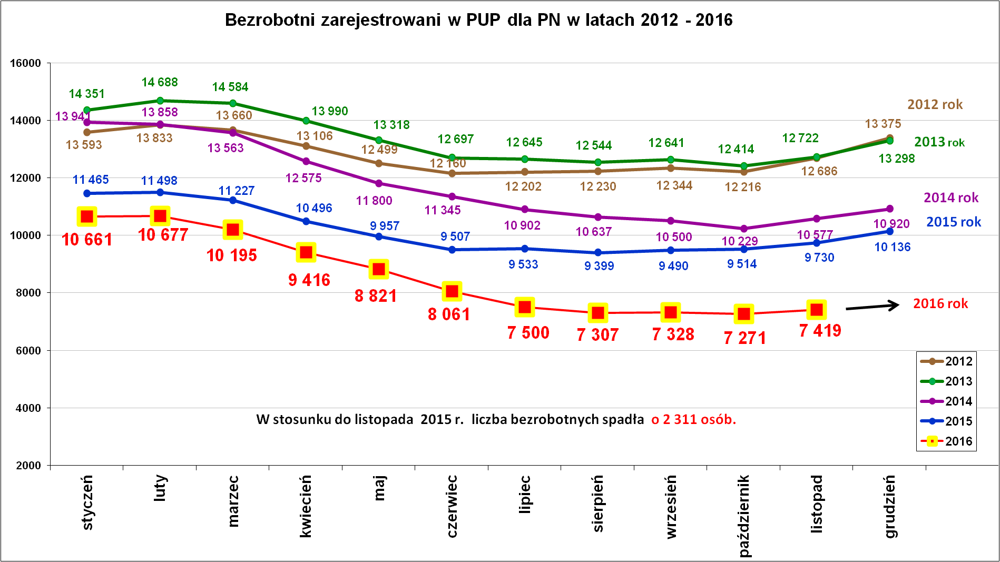 Bezrobotni zarejestrowani w PUP dla PN w latach 2012 - 2016
16000
14000
12000
10000
8000
6000
4000
2000
14 351 14 688 14 584 13 990 13 318 12 697 12 645 12 544 12 641 12 414 12 722 13 298
13 593 13 833 13 660 13 106 12 499 12 160 12 202 12 230 12 344 12 216 12 686 13 375
13 941 13 858 13 563 12 575 11 800 11 345 10 902 10 637 10 500 10 229 10 577 10 920
11 465 11 498 11 227 10 496 9 957 9 507 9 533 9 399 9 490 9 514 9 730 10 136
10 661 10 677 10 195 9 416 8 821 8 061 7 500 7 307 7 328 7 271 7 419
2012 rok
2013 rok
2014 rok
2015 rok
2016 rok
2012
2013
2014
2015
2016
W stosunku do listopada 2015 r. liczba bezrobotnych spadła o 2 311 osób.
styczeń
luty
marzec
kwiecień
maj
czerwiec
lipiec
sierpień
wrzesień
październik
listopad
grudzień